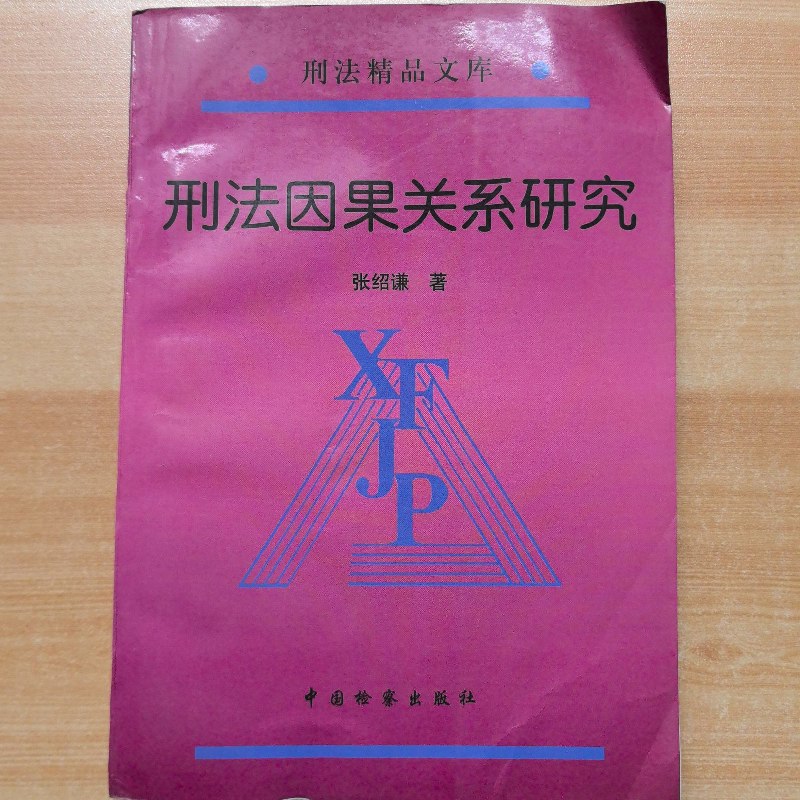 刑法精品文库
刑法因果关系研究
张绍谦 著
XF
JP
中国检察出版社